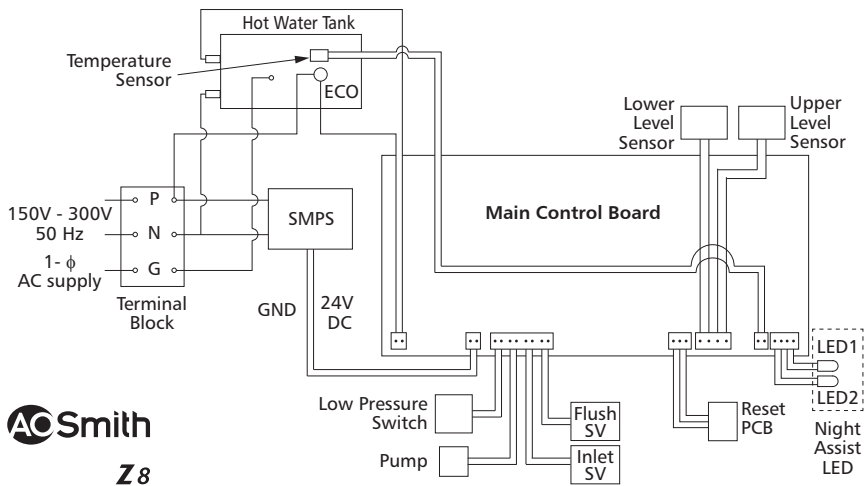 Hot Water Tank
Temperature
Sensor
ECO
Lower
Level
Sensor
Upper
Level
Sensor
P
150V - 300V
50 Hz
N
1- ϕ
AC supply
G
Terminal
Block
SMPS
Main Control Board
GND
24V
DC
LED1
LED2
Low Pressure
Switch
Flush
SV
Reset
PCB
Night
Assist
LED
Pump
Inlet
SV
AO Smith
Z8